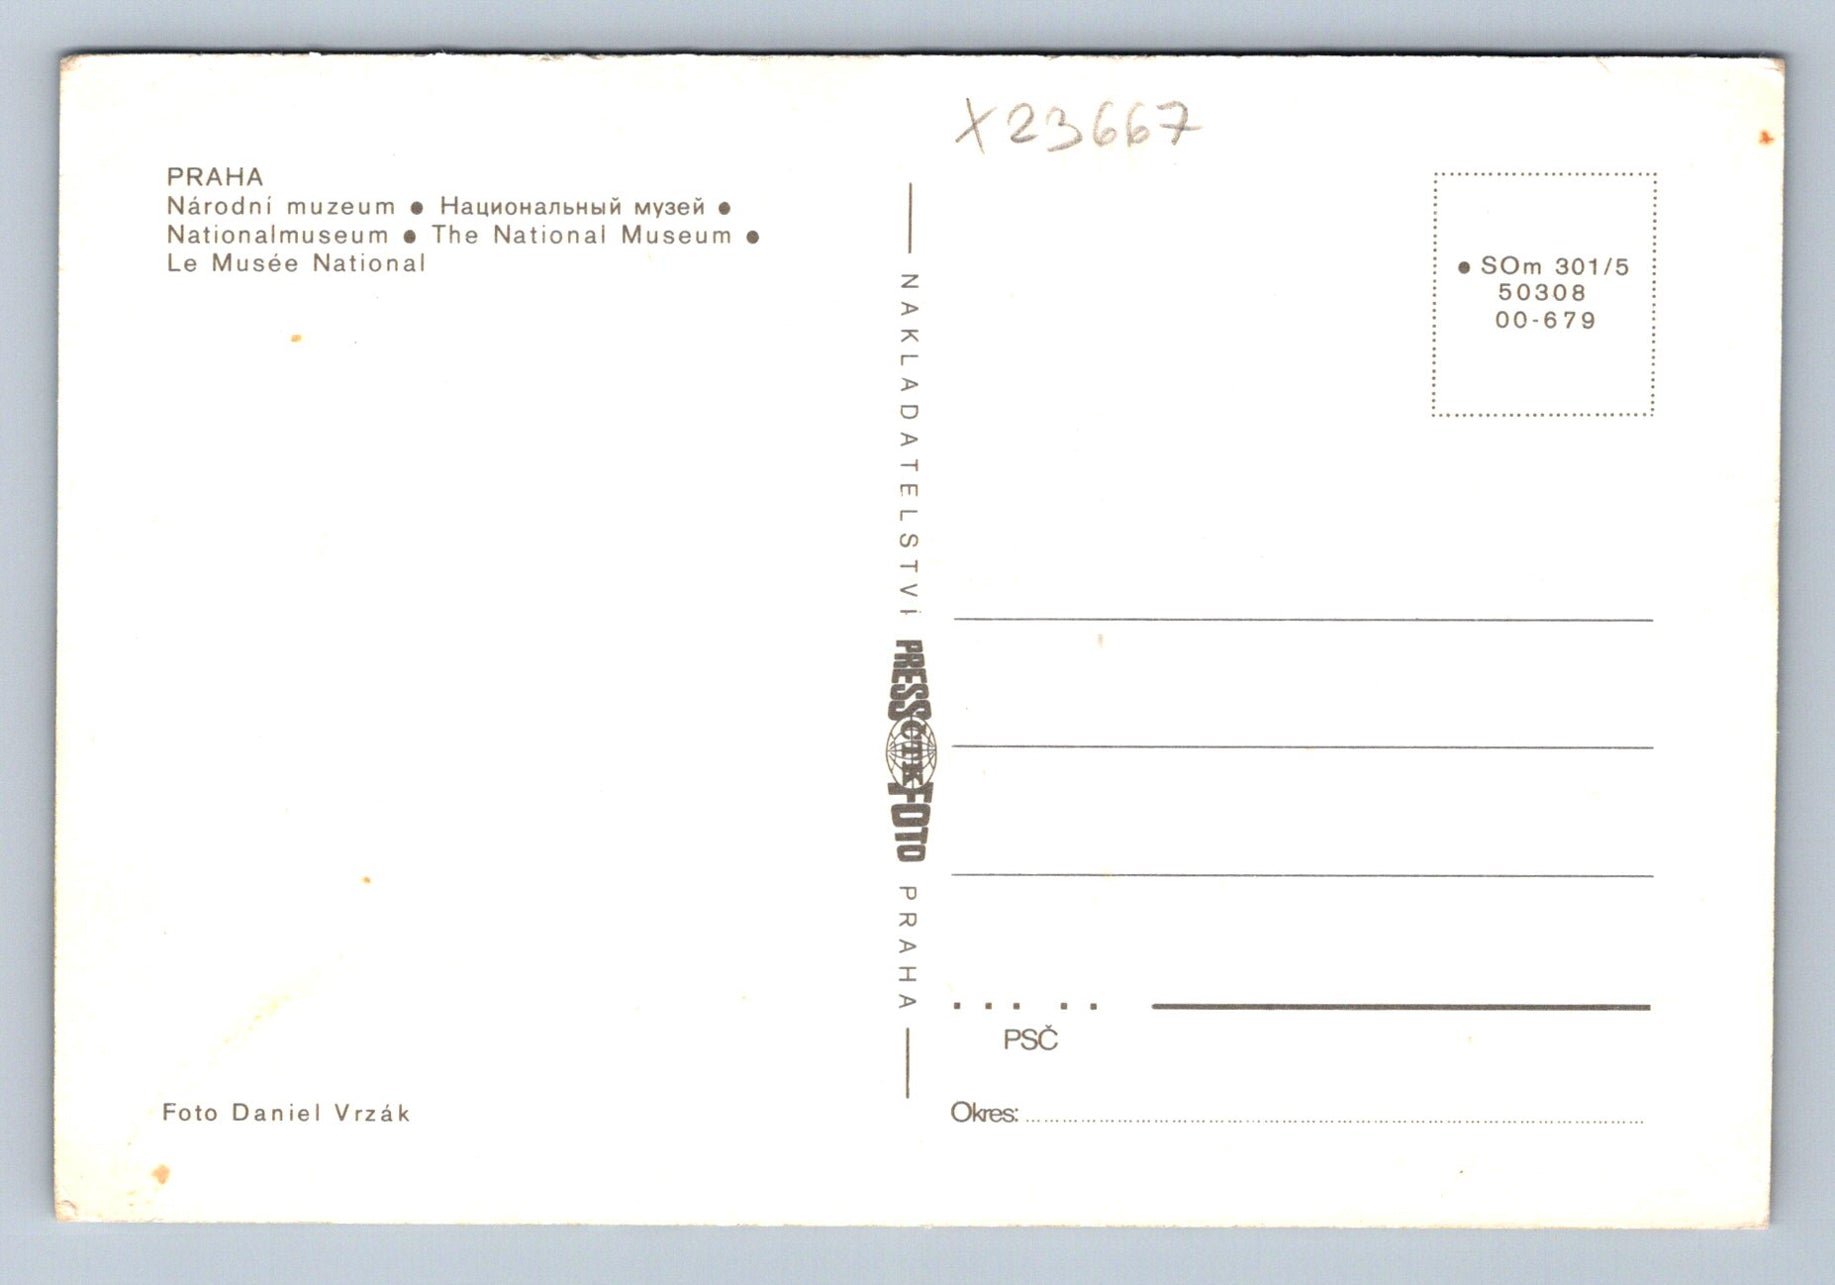 X23667
PRAHA
Národní muzeum ● Национальный музей ●
Nationalmuseum ● The National Museum ●
Le Musée National
● SOm 301/5
50308
00-679
NAKLADATELSTVÍ PRESSČTKFOTO PRAHA
PSČ
Foto Daniel Vrzák
Okres: